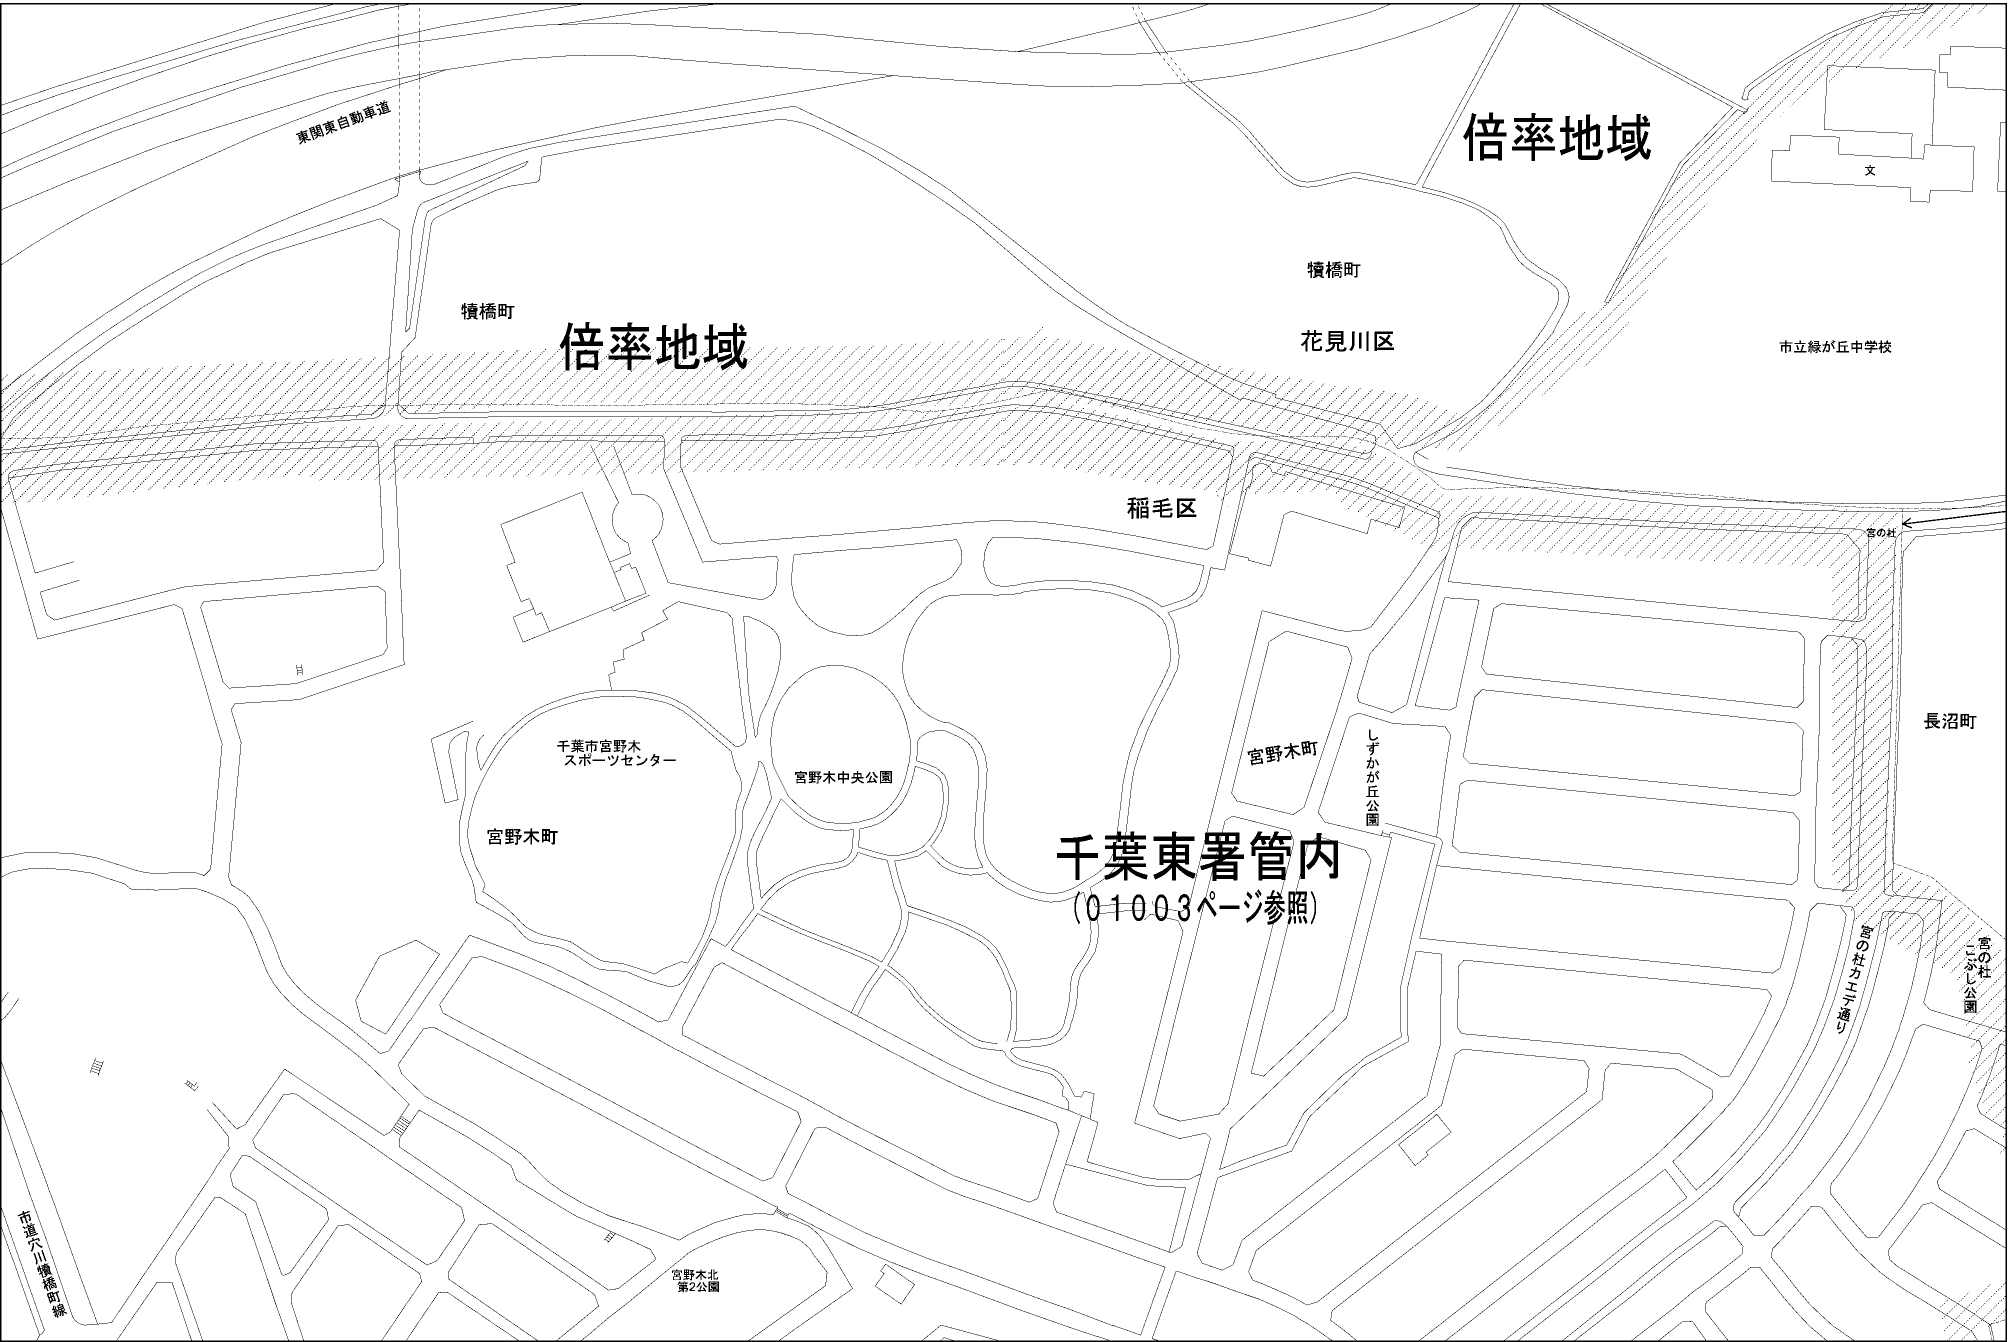 東関東自動車道
倍率地域
文
犢橋町
犢橋町
倍率地域
花見川区
市立緑が丘中学校
稲毛区
宮の杜
長沼町
千葉市宮野木
スポーツセンター
宮野木中央公園
宮野木町
しずかが丘公園
宮野木町
千葉東署管内
（０１００３ページ参照）
宮の杜カエデ通り
宮の杜
こぶし公園
市道穴川犢橋町線
宮野木北
第2公園